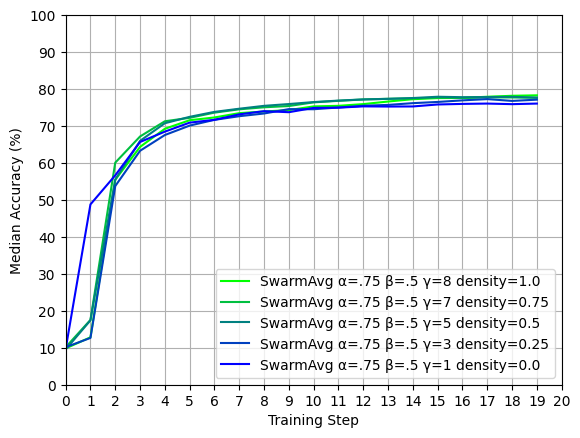 100
90
80
70
60
50
40
30
20
10
0
Median Accuracy (%)
SwarmAvg α=.75 β=.5 γ=8 density=1.0
SwarmAvg α=.75 β=.5 γ=7 density=0.75
SwarmAvg α=.75 β=.5 γ=5 density=0.5
SwarmAvg α=.75 β=.5 γ=3 density=0.25
SwarmAvg α=.75 β=.5 γ=1 density=0.0
0 1 2 3 4 5 6 7 8 9 10 11 12 13 14 15 16 17 18 19 20
Training Step